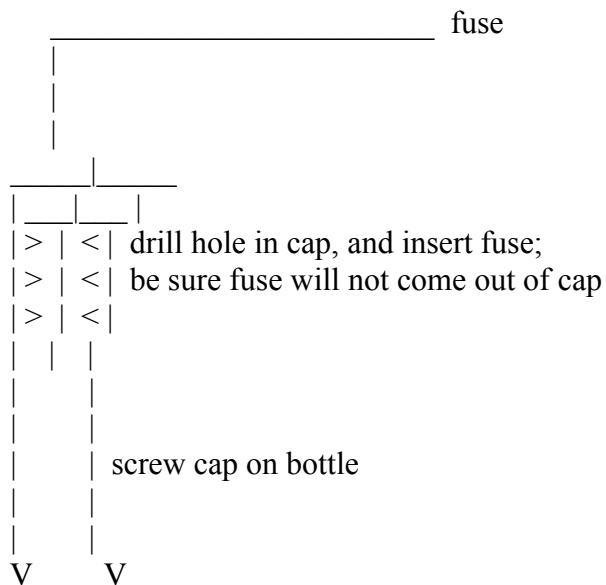 fuse
drill hole in cap, and insert fuse;
be sure fuse will not come out of cap
screw cap on bottle
V V